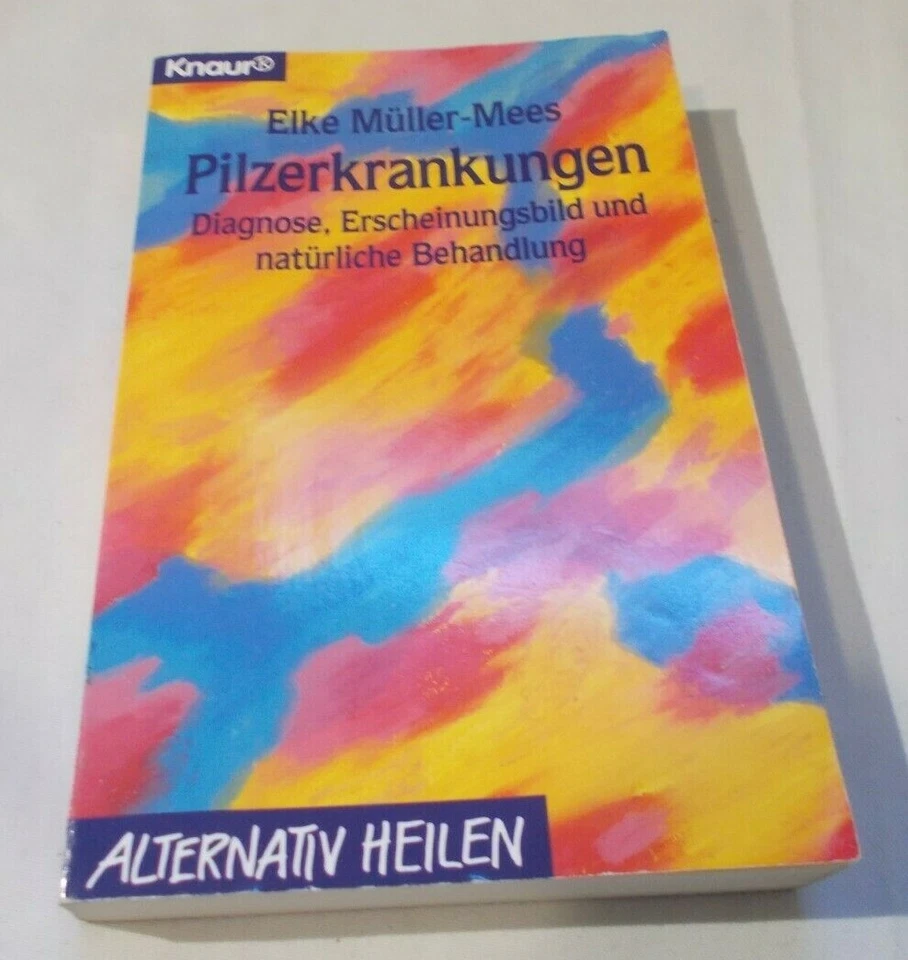 Knaur®
Elke Müller-Mees
Pilzerkrankungen
Diagnose, Erscheinungsbild und
natürliche Behandlung
ALTERNATIV HEILEN